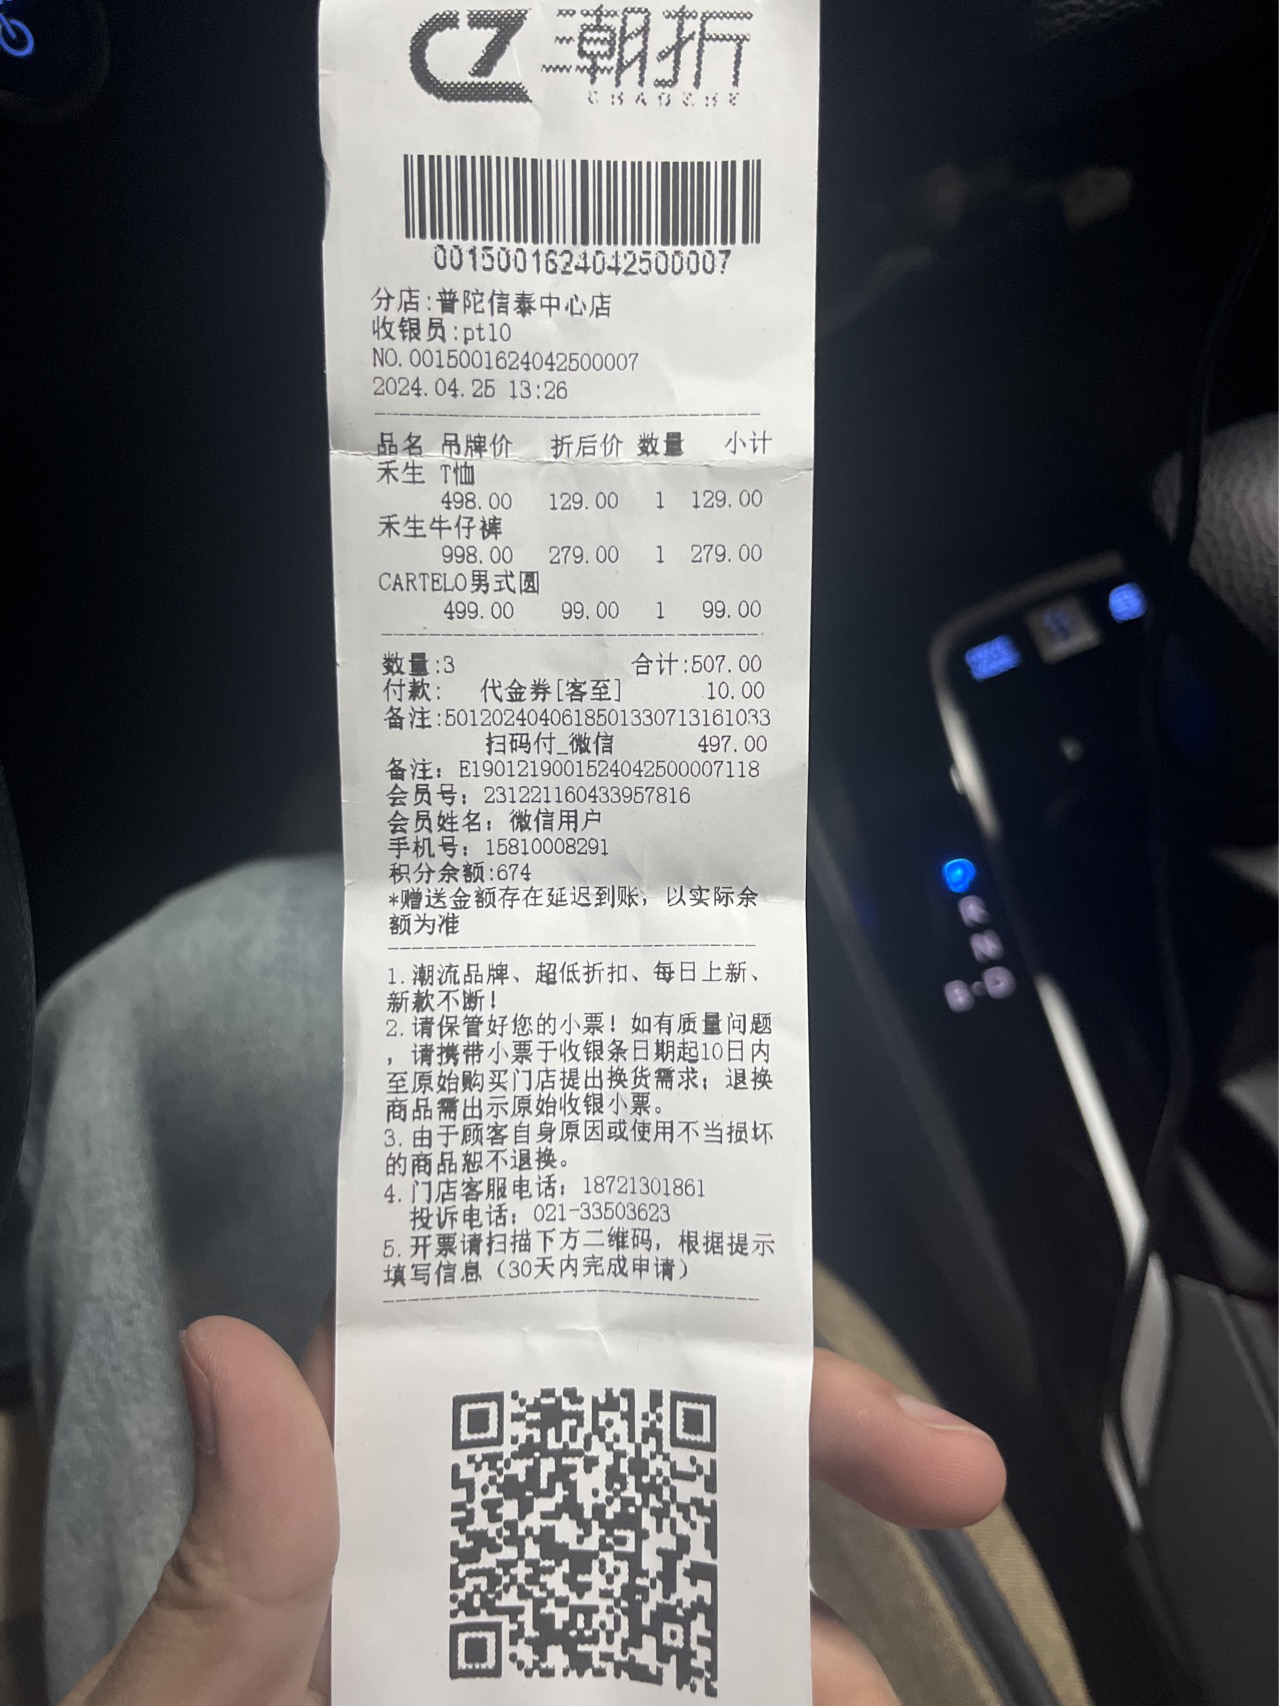 CZ 潮折
CHAOZHE
0015001624042500007
分店:普陀信泰中心店
收银员:pt10
NO.0015001624042500007
2024.04.25 13:26
品名 吊牌价 折后价 数量 小计
禾生 T恤
498.00 129.00 1 129.00
禾生牛仔裤
998.00 279.00 1 279.00
CARTELO男式圆
499.00 99.00 1 99.00
数量:3 合计:507.00
付款: 代金券[客至] 10.00
备注:5012024040618501330713161033
扫码付_微信 497.00
备注: E1901219001524042500007118
会员号: 231221160433957816
会员姓名: 微信用户
手机号: 15810008291
积分余额:674
*赠送金额存在延迟到账, 以实际余
额为准
1.潮流品牌、超低折扣、每日上新、
新款不断!
2.请保管好您的小票! 如有质量问题
, 请携带小票于收银条日期起10日内
至原始购买门店提出换货需求; 退换
商品需出示原始收银小票。
3.由于顾客自身原因或使用不当损坏
的商品恕不退换。
4.门店客服电话: 18721301861
投诉电话: 021-33503623
5.开票请扫描下方二维码, 根据提示
填写信息 (30天内完成申请)